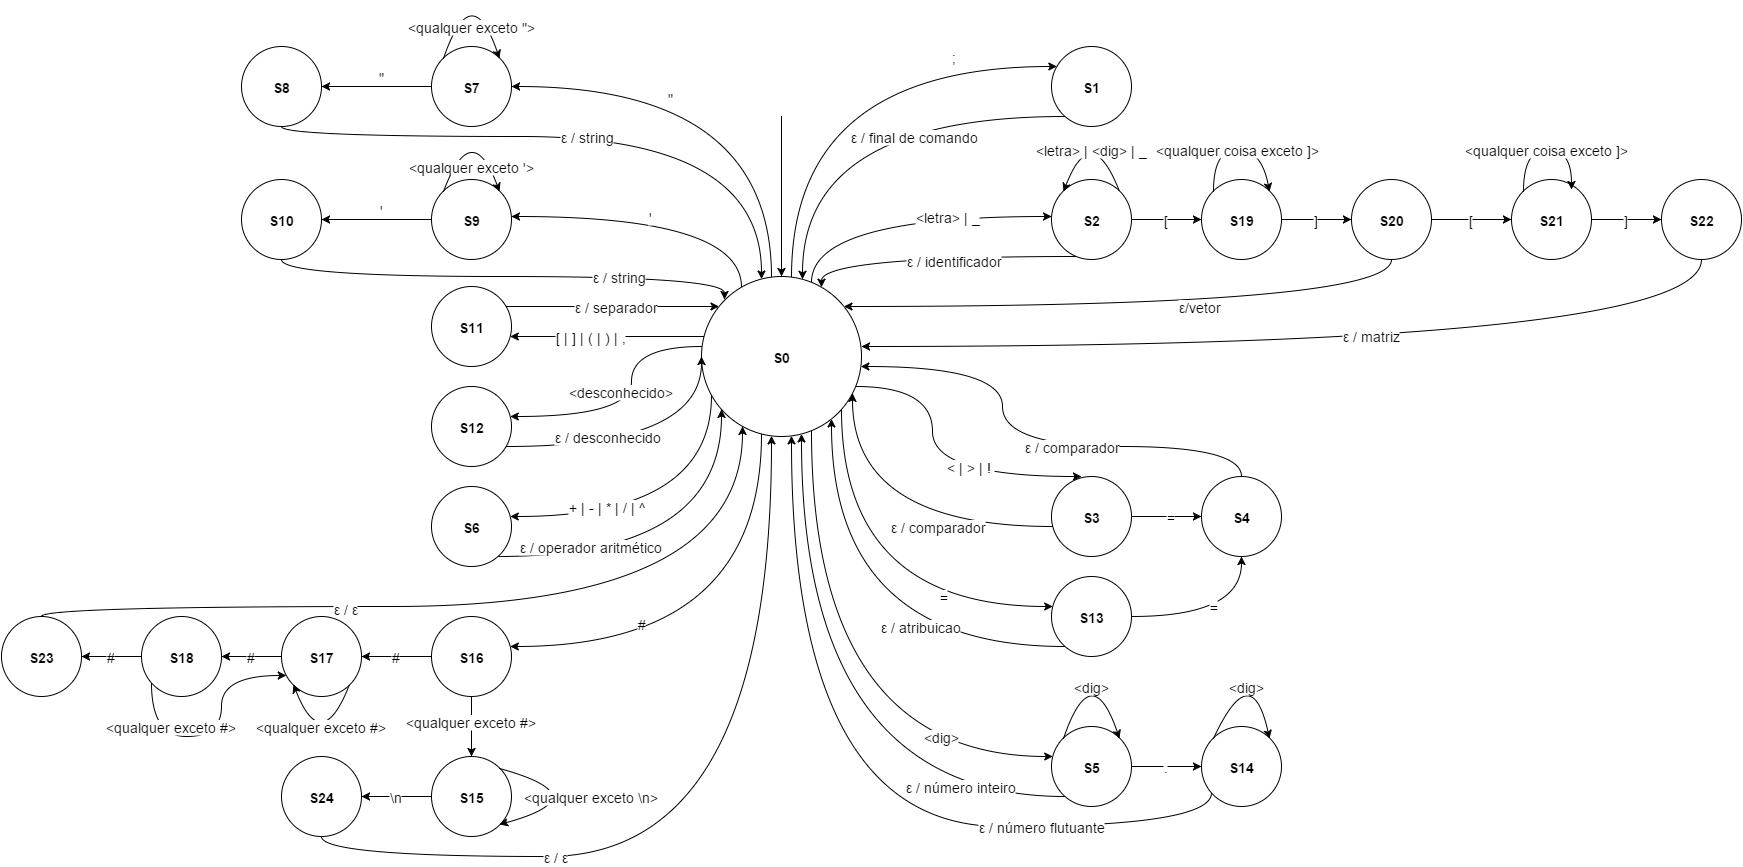 <qualquer exceto ">
;
S8
"
S7
"
S1
ε / string
ε / final de comando
<letra> | <dig> | _
<qualquer coisa exceto ]>
<qualquer coisa exceto ]>
<qualquer exceto '>
S10
'
S9
'
<letra> | _
S2
[
S19
]
S20
[
S21
]
S22
ε / identificador
ε / string
ε / separador
ε/vetor
S11
[ | ] | ( | ) | ,
ε / matriz
S0
<desconhecido>
S12
ε / desconhecido
ε / comparador
< | > | !
+ | - | * | / | ^
S6
ε / comparador
S3
=
S4
ε / operador aritmético
=
ε / ε
S13
=
#
ε / atribuicao
S23
#
S18
#
S17
#
S16
<dig>
<dig>
<qualquer exceto #>
<qualquer exceto #>
<qualquer exceto #>
<dig>
S5
.
S14
ε / número inteiro
S24
\n
S15
<qualquer exceto \n>
ε / número flutuante
ε / ε